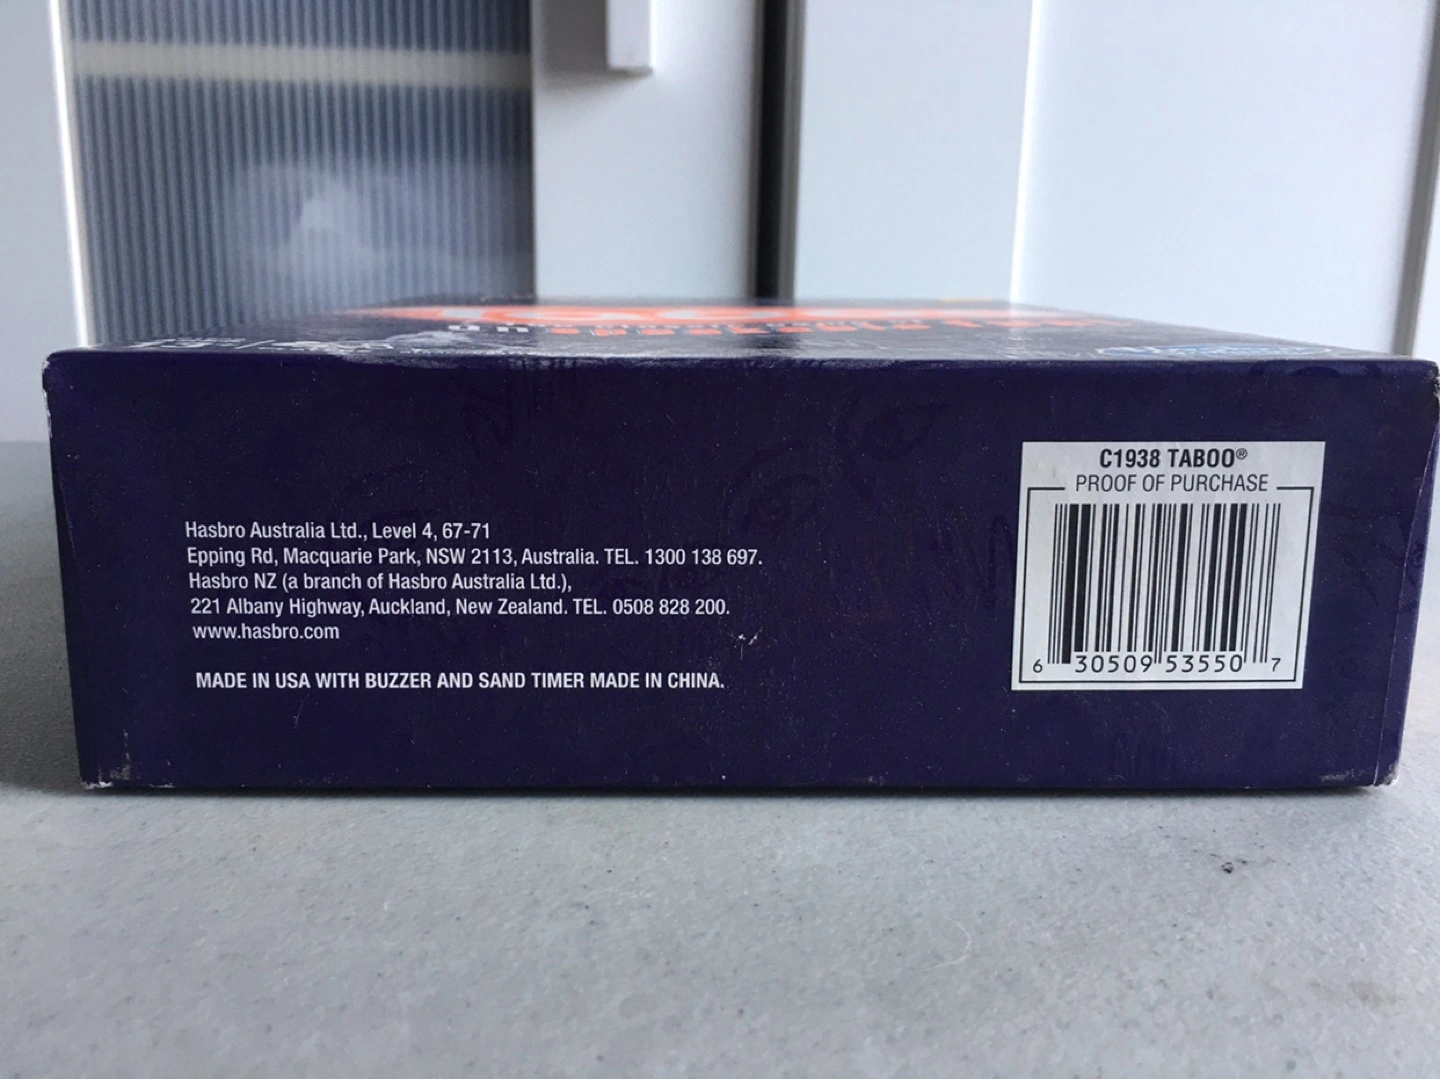 Hasbro Australia Ltd., Level 4, 67-71
Epping Rd, Macquarie Park, NSW 2113, Australia. TEL. 1300 138 697.
Hasbro NZ (a branch of Hasbro Australia Ltd.),
221 Albany Highway, Auckland, New Zealand. TEL. 0508 828 200.
www.hasbro.com
MADE IN USA WITH BUZZER AND SAND TIMER MADE IN CHINA.
C1938 TABOO®
PROOF OF PURCHASE
6 30509 53550 7